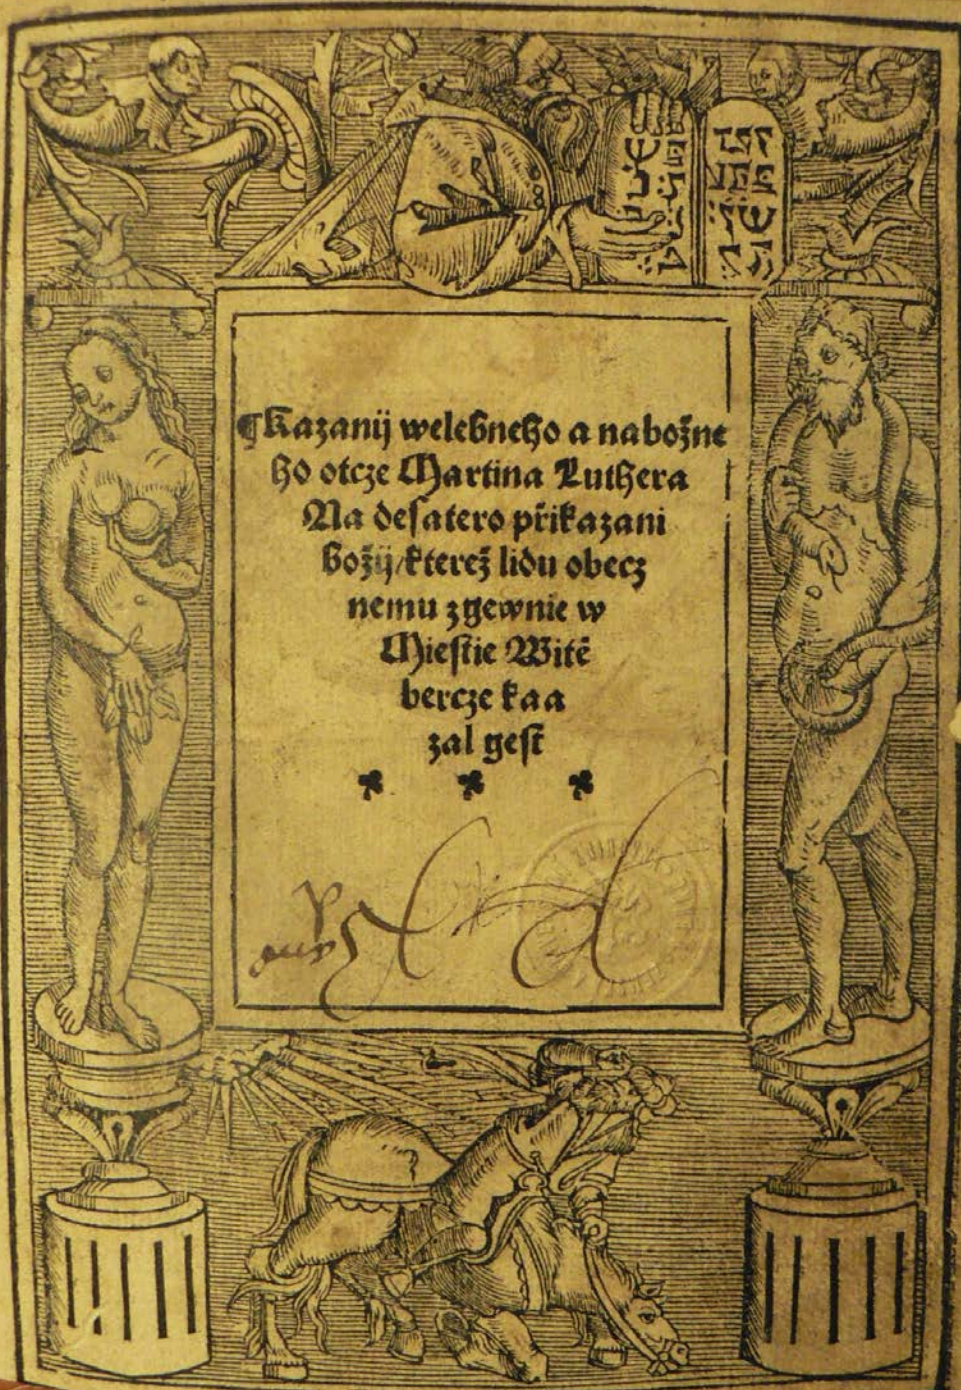 ¶Kazanij welebneho a nabožne
ho otcze Martina Luthera
Na desatero přikazani
božij/kterež lidu obecz
nemu zgewnie w
Miestie Witē
bercze kaa
zal gest